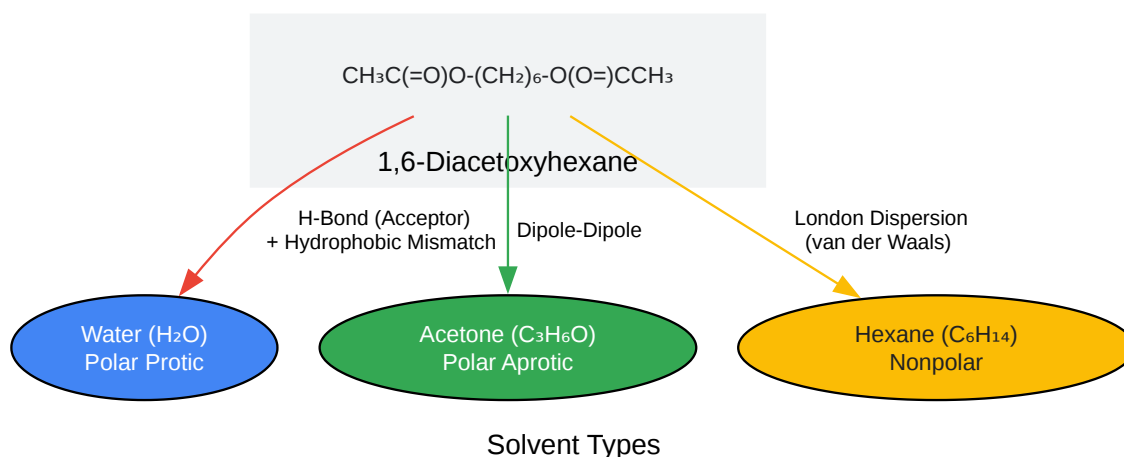 CH₃C(=O)O-(CH₂)₆-O(O=)CCH₃
1,6-Diacetoxyhexane
H-Bond (Acceptor)
+ Hydrophobic Mismatch
Dipole-Dipole
London Dispersion
(van der Waals)
Water (H₂O)
Polar Protic
Acetone (C₃H₆O)
Polar Aprotic
Hexane (C₆H₁₄)
Nonpolar
Solvent Types